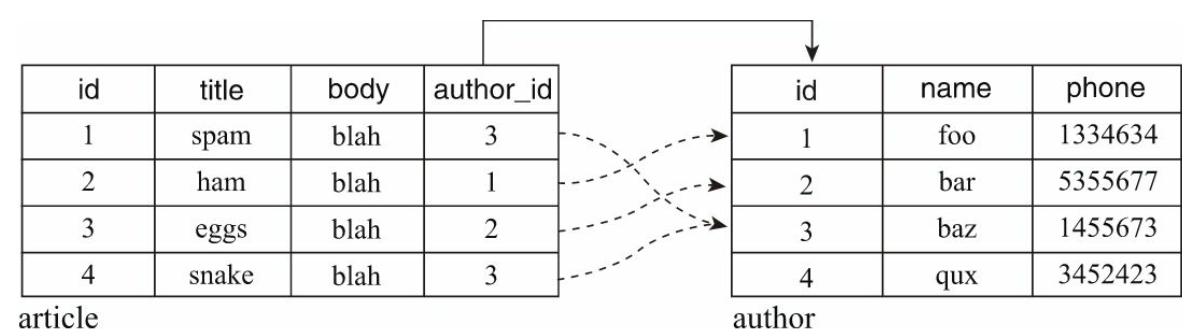 id title body author_id
1 spam blah 3
2 ham blah 1
3 eggs blah 2
4 snake blah 3
article
id name phone
1 foo 1334634
2 bar 5355677
3 baz 1455673
4 qux 3452423
author